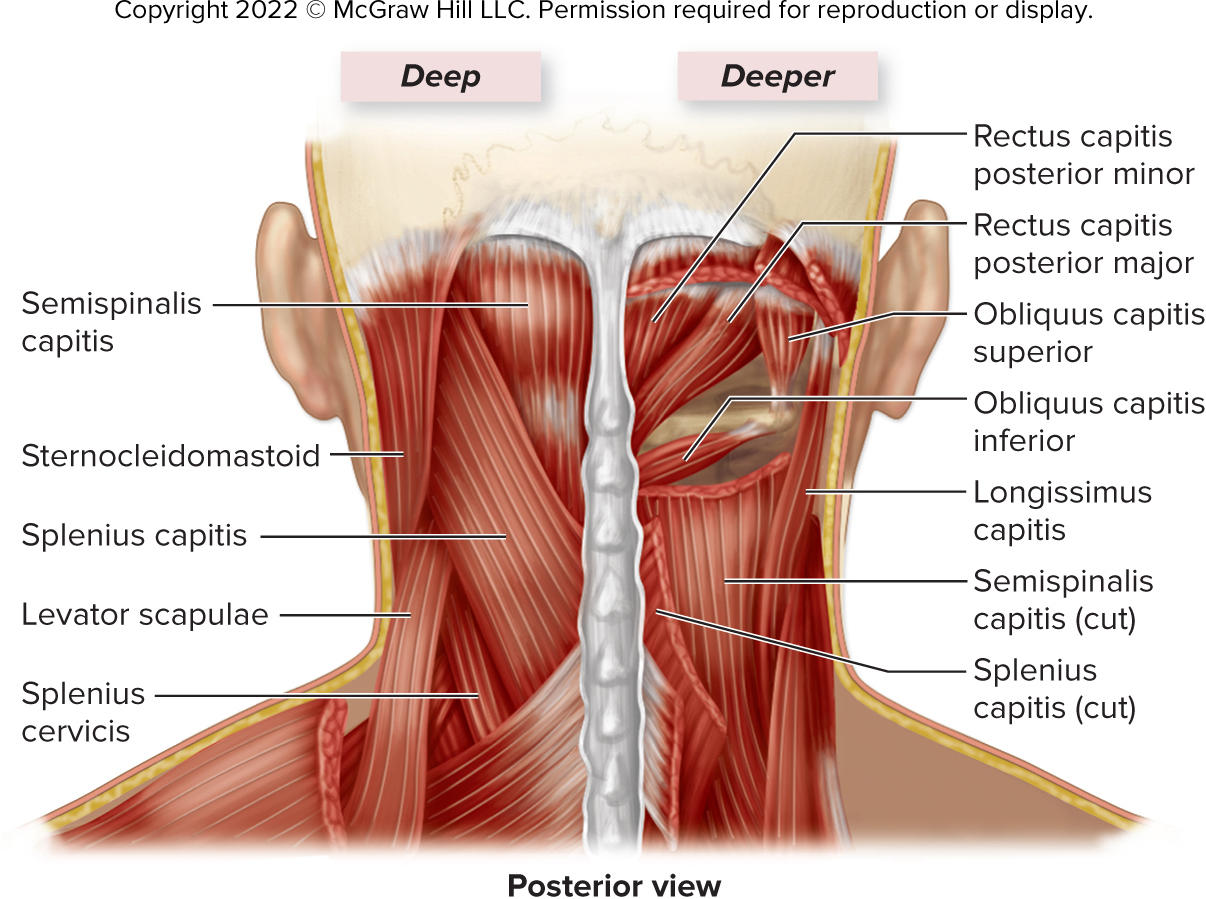 Copyright 2022 © McGraw Hill LLC. Permission required for reproduction or display.
Deep
Deeper
Semispinalis
capitis
Sternocleidomastoid
Splenius capitis
Levator scapulae
Splenius
cervicis
Rectus capitis
posterior minor
Rectus capitis
posterior major
Obliquus capitis
superior
Obliquus capitis
inferior
Longissimus
capitis
Semispinalis
capitis (cut)
Splenius
capitis (cut)
Posterior view